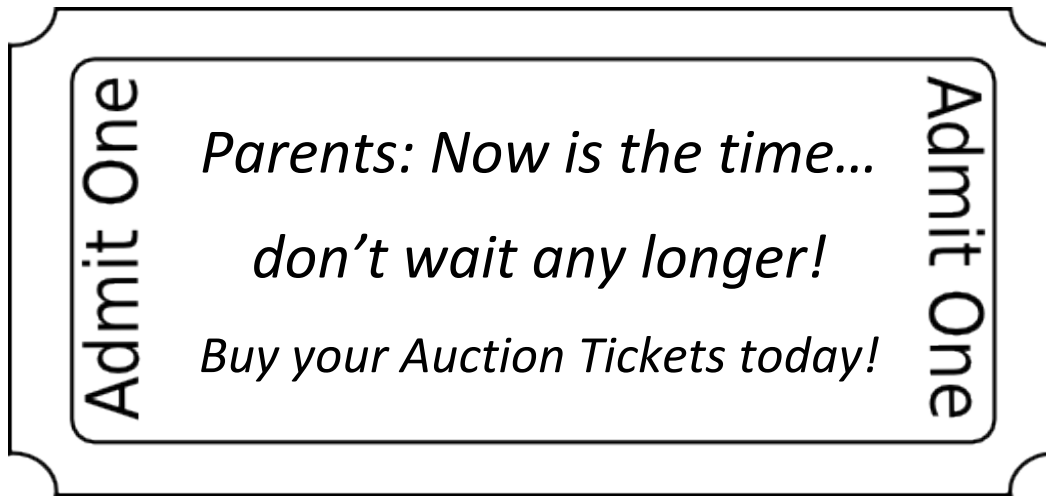 Admit One
Parents: Now is the time…
don’t wait any longer!
Buy your Auction Tickets today!
Admit One